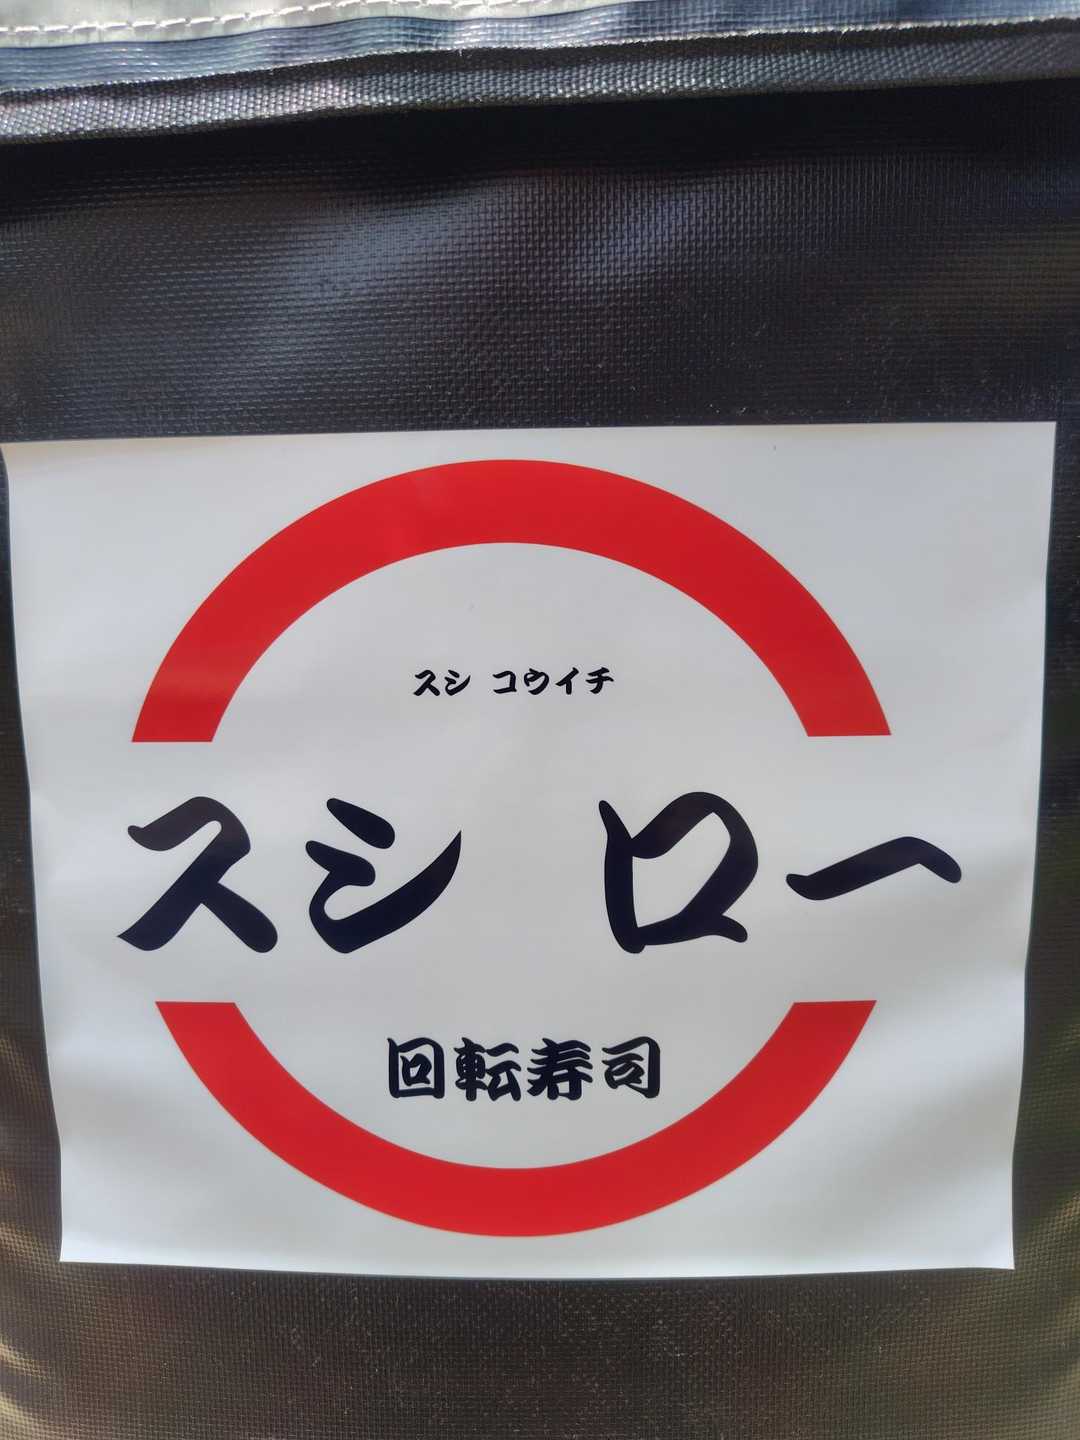 スシ コウイチ
スシ ロー
回転寿司